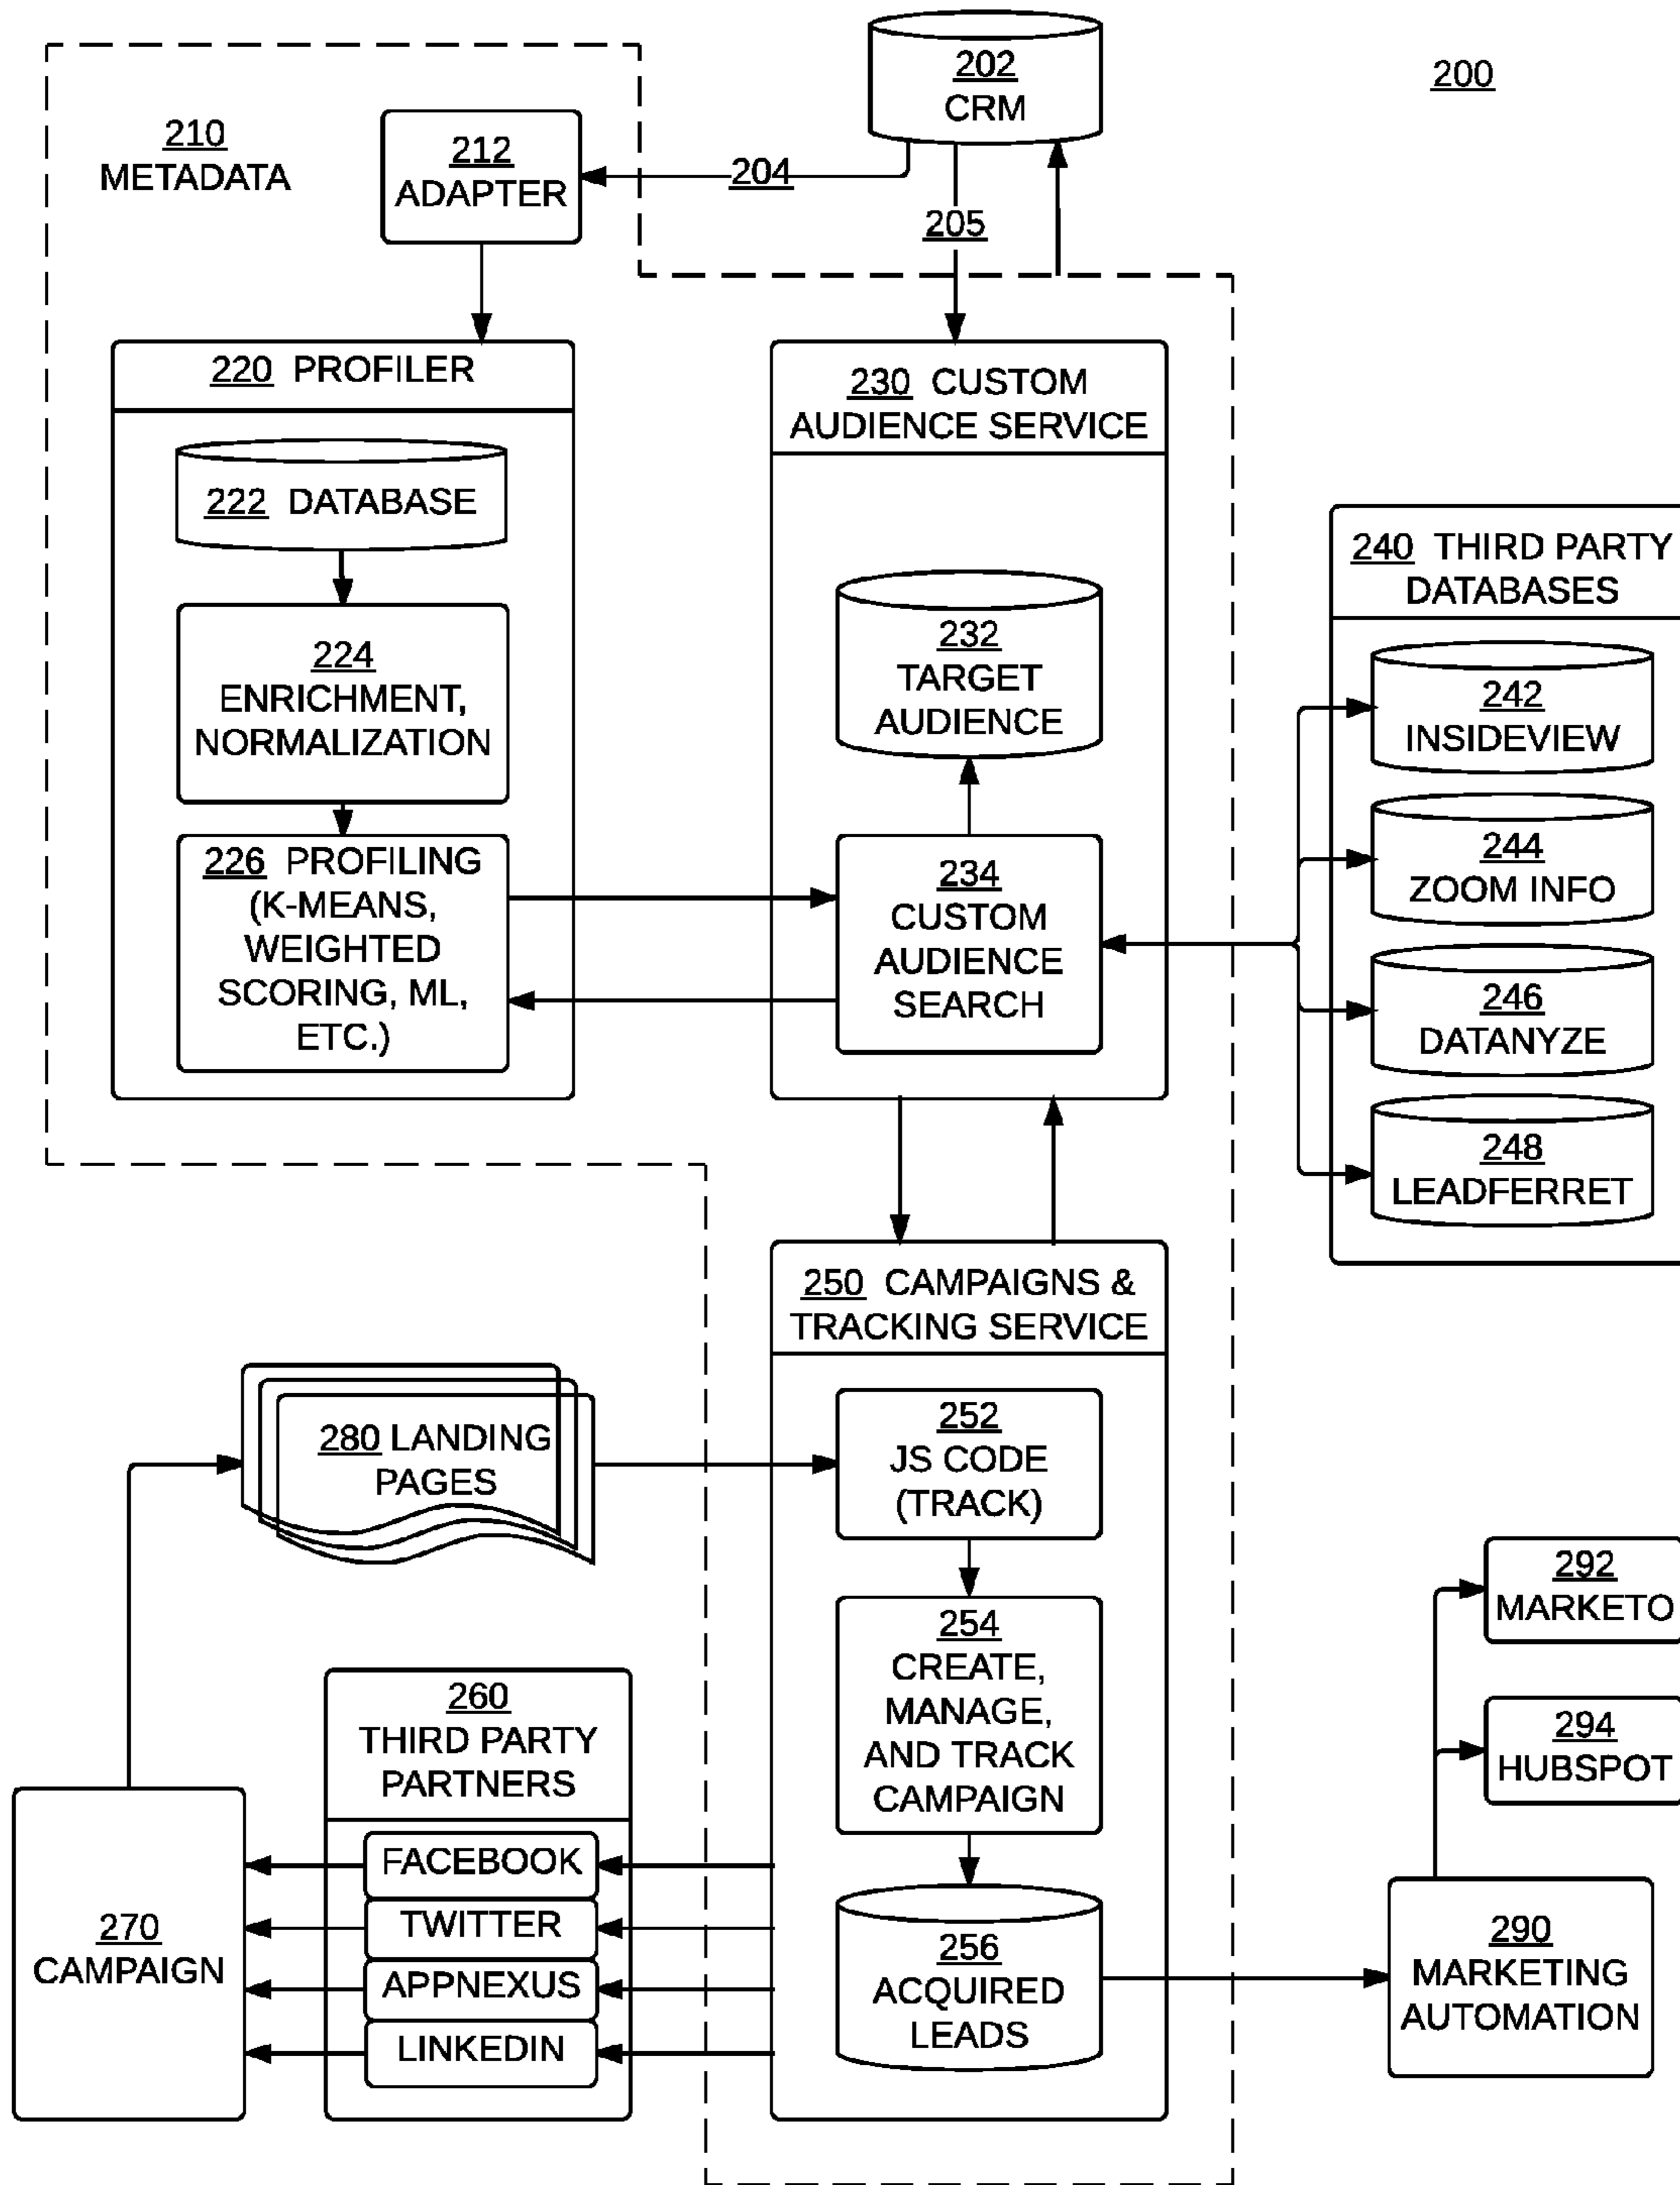 202
CRM
200
210
METADATA
212
ADAPTER
204
205
220 PROFILER
222 DATABASE
224
ENRICHMENT,
NORMALIZATION
226 PROFILING
(K-MEANS,
WEIGHTED
SCORING, ML,
ETC.)
230 CUSTOM
AUDIENCE SERVICE
232
TARGET
AUDIENCE
234
CUSTOM
AUDIENCE
SEARCH
240 THIRD PARTY
DATABASES
242
INSIDEVIEW
244
ZOOM INFO
246
DATANYZE
248
LEADFERRET
250 CAMPAIGNS &
TRACKING SERVICE
252
JS CODE
(TRACK)
254
CREATE,
MANAGE,
AND TRACK
CAMPAIGN
256
ACQUIRED
LEADS
280 LANDING
PAGES
260
THIRD PARTY
PARTNERS
FACEBOOK
TWITTER
APPNEXUS
LINKEDIN
270
CAMPAIGN
292
MARKETO
294
HUBSPOT
290
MARKETING
AUTOMATION